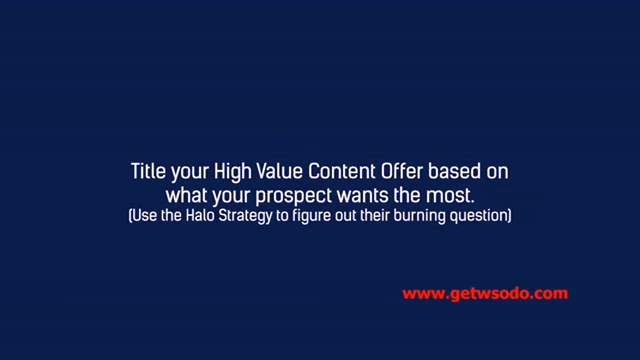 Title your High Value Content Offer based on
what your prospect wants the most.
(Use the Halo Strategy to figure out their burning question)
www.getwsodo.com